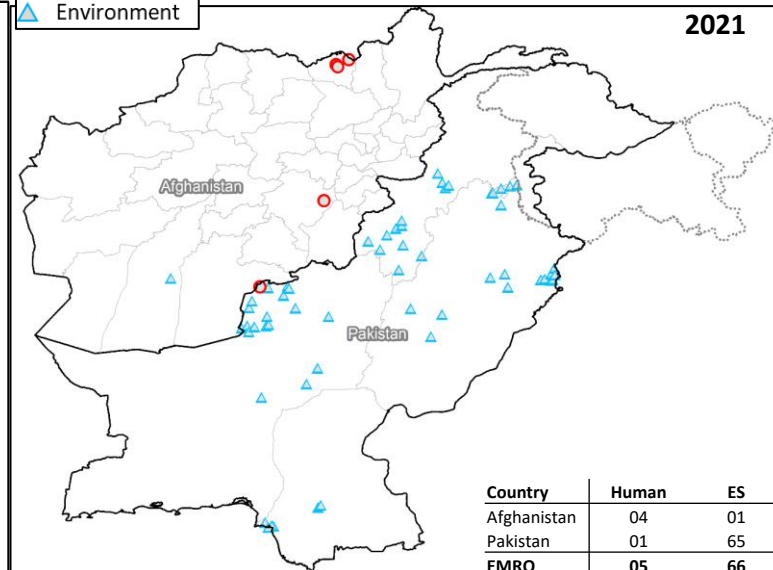 Environment
2021
Afghanistan
Pakistan
Country Human ES
Afghanistan 04 01
Pakistan 01 65
EMRO 05 66